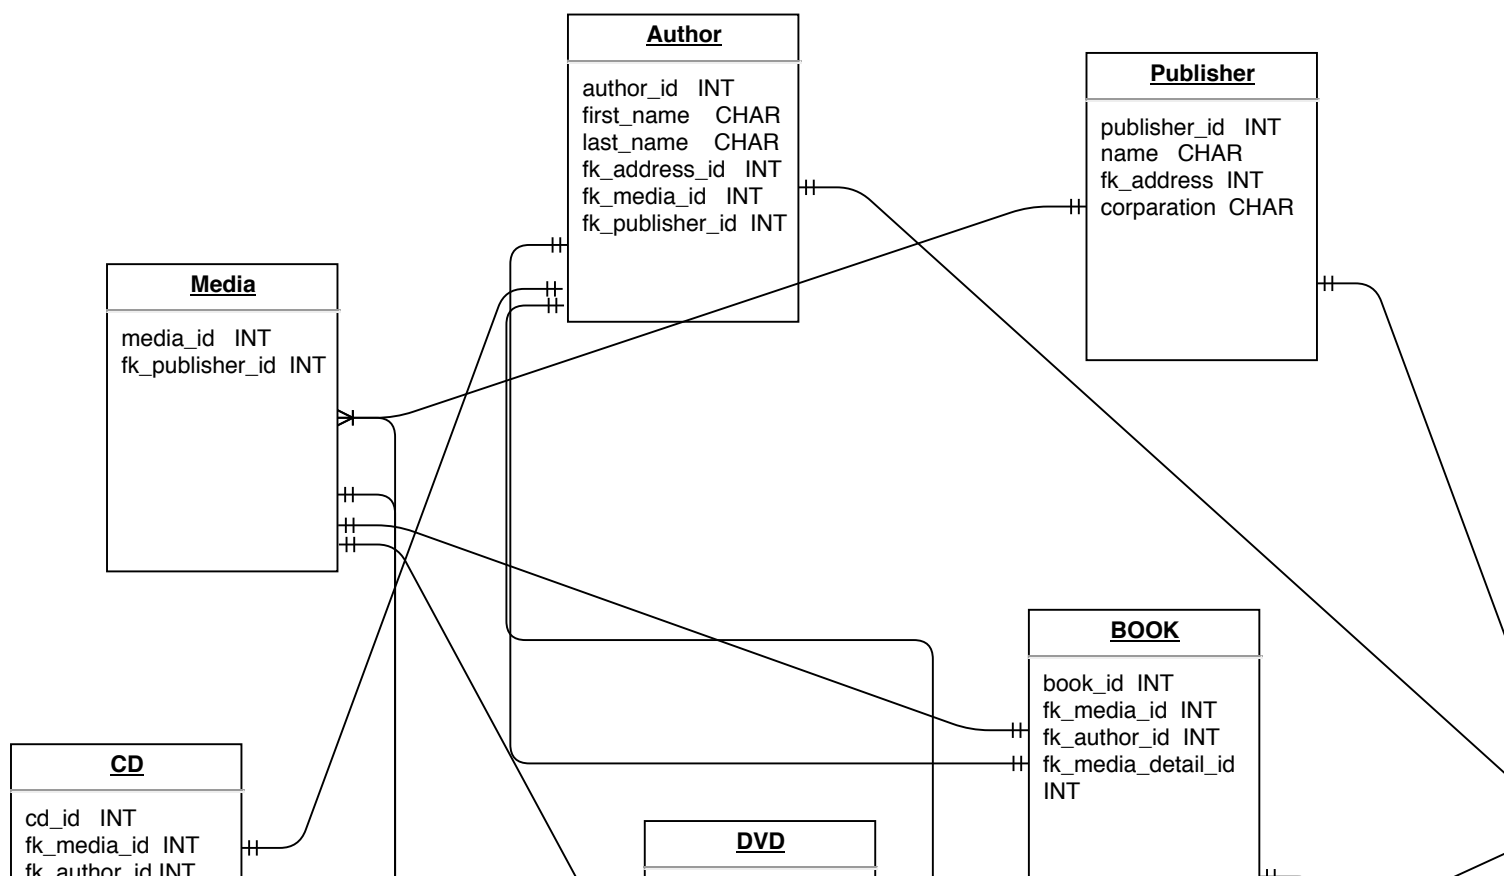 Author
author_id INT
first_name CHAR
last_name CHAR
fk_address_id INT
fk_media_id INT
fk_publisher_id INT
Publisher
publisher_id INT
name CHAR
fk_address INT
corparation CHAR
Media
media_id INT
fk_publisher_id INT
BOOK
book_id INT
fk_media_id INT
fk_author_id INT
fk_media_detail_id
INT
CD
cd_id INT
fk_media_id INT
fk_author_id INT
DVD